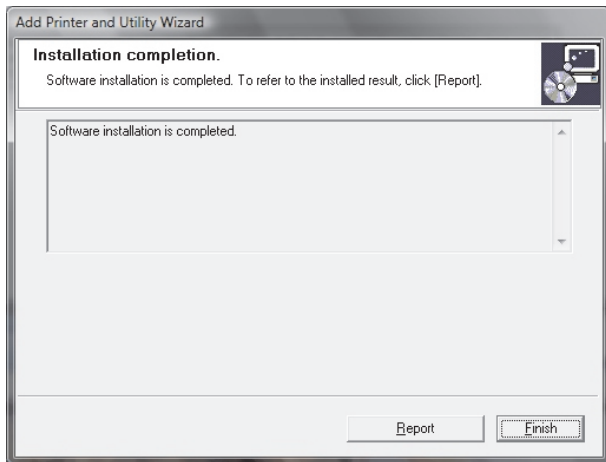 Add Printer and Utility Wizard
Installation completion.
Software installation is completed. To refer to the installed result, click [Report].
Software installation is completed.
Report
Finish